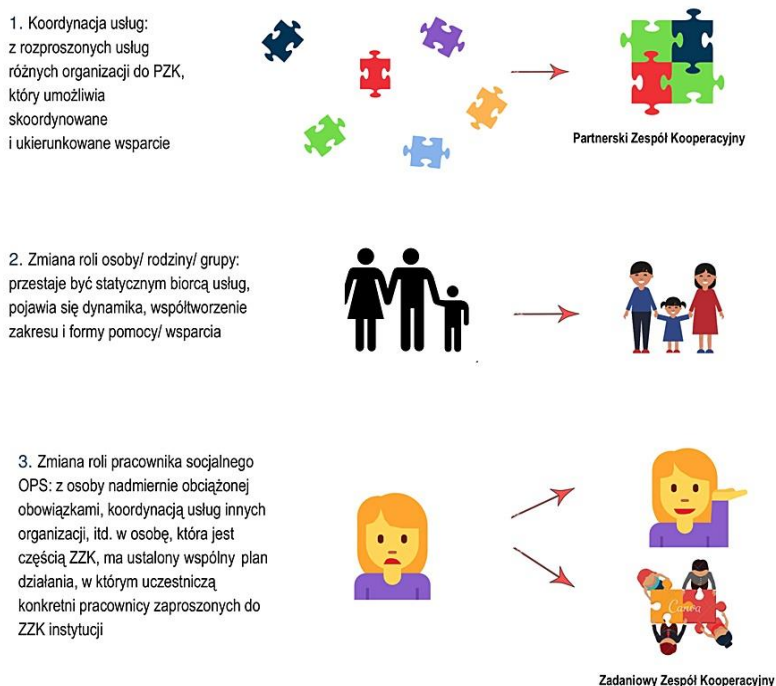 1. Koordynacja usług:
z rozproszonych usług
różnych organizacji do PZK,
który umożliwia
skoordynowane
i ukierunkowane wsparcie
Partnerski Zespół Kooperacyjny
2. Zmiana roli osoby/ rodziny/ grupy:
przestaje być statycznym biorcą usług,
pojawia się dynamika, współtworzenie
zakresu i formy pomocy/ wsparcia
3. Zmiana roli pracownika socjalnego
OPS: z osoby nadmiernie obciążonej
obowiązkami, koordynacją usług innych
organizacji, itd. w osobę, która jest
częścią ZZK, ma ustalony wspólny plan
działania, w którym uczestniczą
konkretni pracownicy zaproszonych do
ZZK instytucji
Canva
Zadaniowy Zespół Kooperacyjny